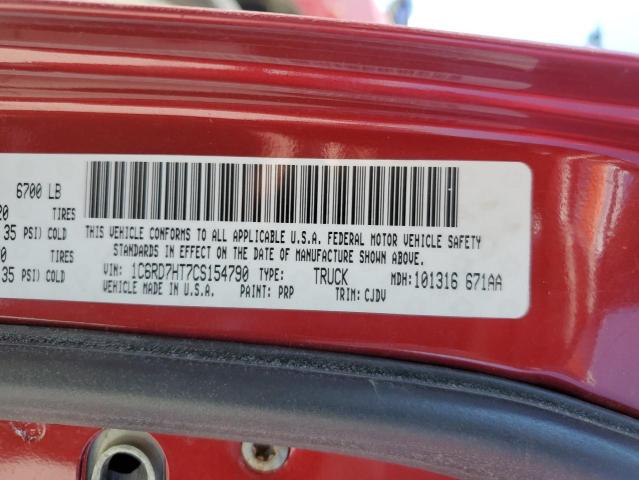 6700 LB
20 TIRES
35 PSI) COLD
0 TIRES
35 PSI) COLD
THIS VEHICLE CONFORMS TO ALL APPLICABLE U.S.A. FEDERAL MOTOR VEHICLE SAFETY
STANDARDS IN EFFECT ON THE DATE OF MANUFACTURE SHOWN ABOVE.
VIN: 1C6RD7HT7CS154790 TYPE: TRUCK MDH:101316 671AA
VEHICLE MADE IN U.S.A. PAINT: PRP TRIM: CJDV